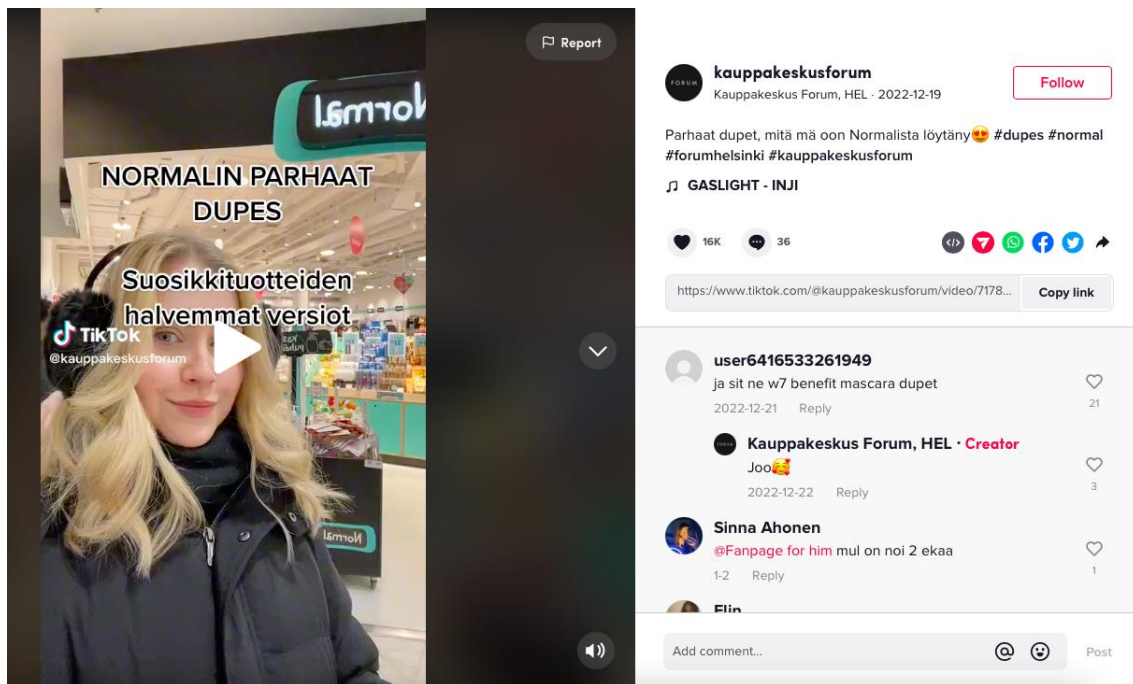 Report
Normal
NORMALIN PARHAAT
DUPES
Suosikkituotteiden
halvemmat versiot
TikTok
@kauppakeskusforum
Normal
FORUM
kauppakeskusforum
Kauppakeskus Forum, HEL · 2022-12-19
Follow
Parhaat dupet, mitä mä oon Normalista löytäny😍 #dupes #normal
#forumhelsinki #kauppakeskusforum
GASLIGHT - INJI
16K
36
https://www.tiktok.com/@kauppakeskusforum/video/7178...
Copy link
user6416533261949
ja sit ne w7 benefit mascara dupet
2022-12-21 Reply
21
Kauppakeskus Forum, HEL · Creator
Joo🥰
2022-12-22 Reply
3
Sinna Ahonen
@Fanpage for him mul on noi 2 ekaa
1-2 Reply
1
Elin
Add comment...
Post